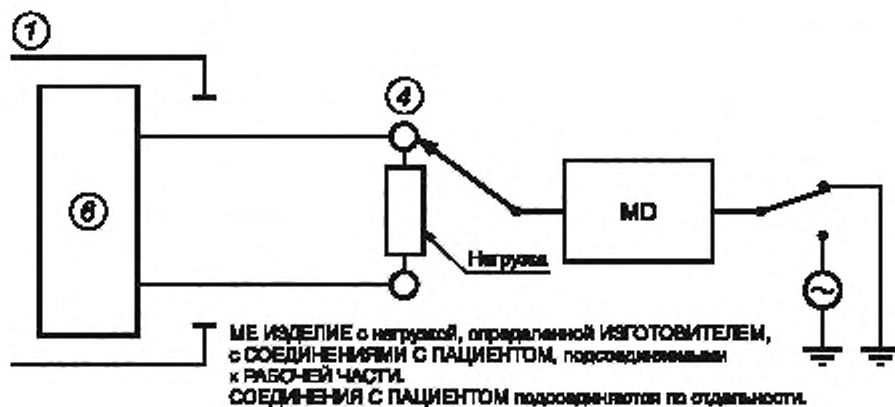 1
4
6
MD
Нагрузка
МЕ ИЗДЕЛИЕ с нагрузкой, определенной ИЗГОТОВИТЕЛЕМ,
с СОЕДИНЕНИЯМИ С ПАЦИЕНТОМ, подсоединяемыми
к РАБОЧЕЙ ЧАСТИ.
СОЕДИНЕНИЯ С ПАЦИЕНТОМ подсоединяются по отдельности.